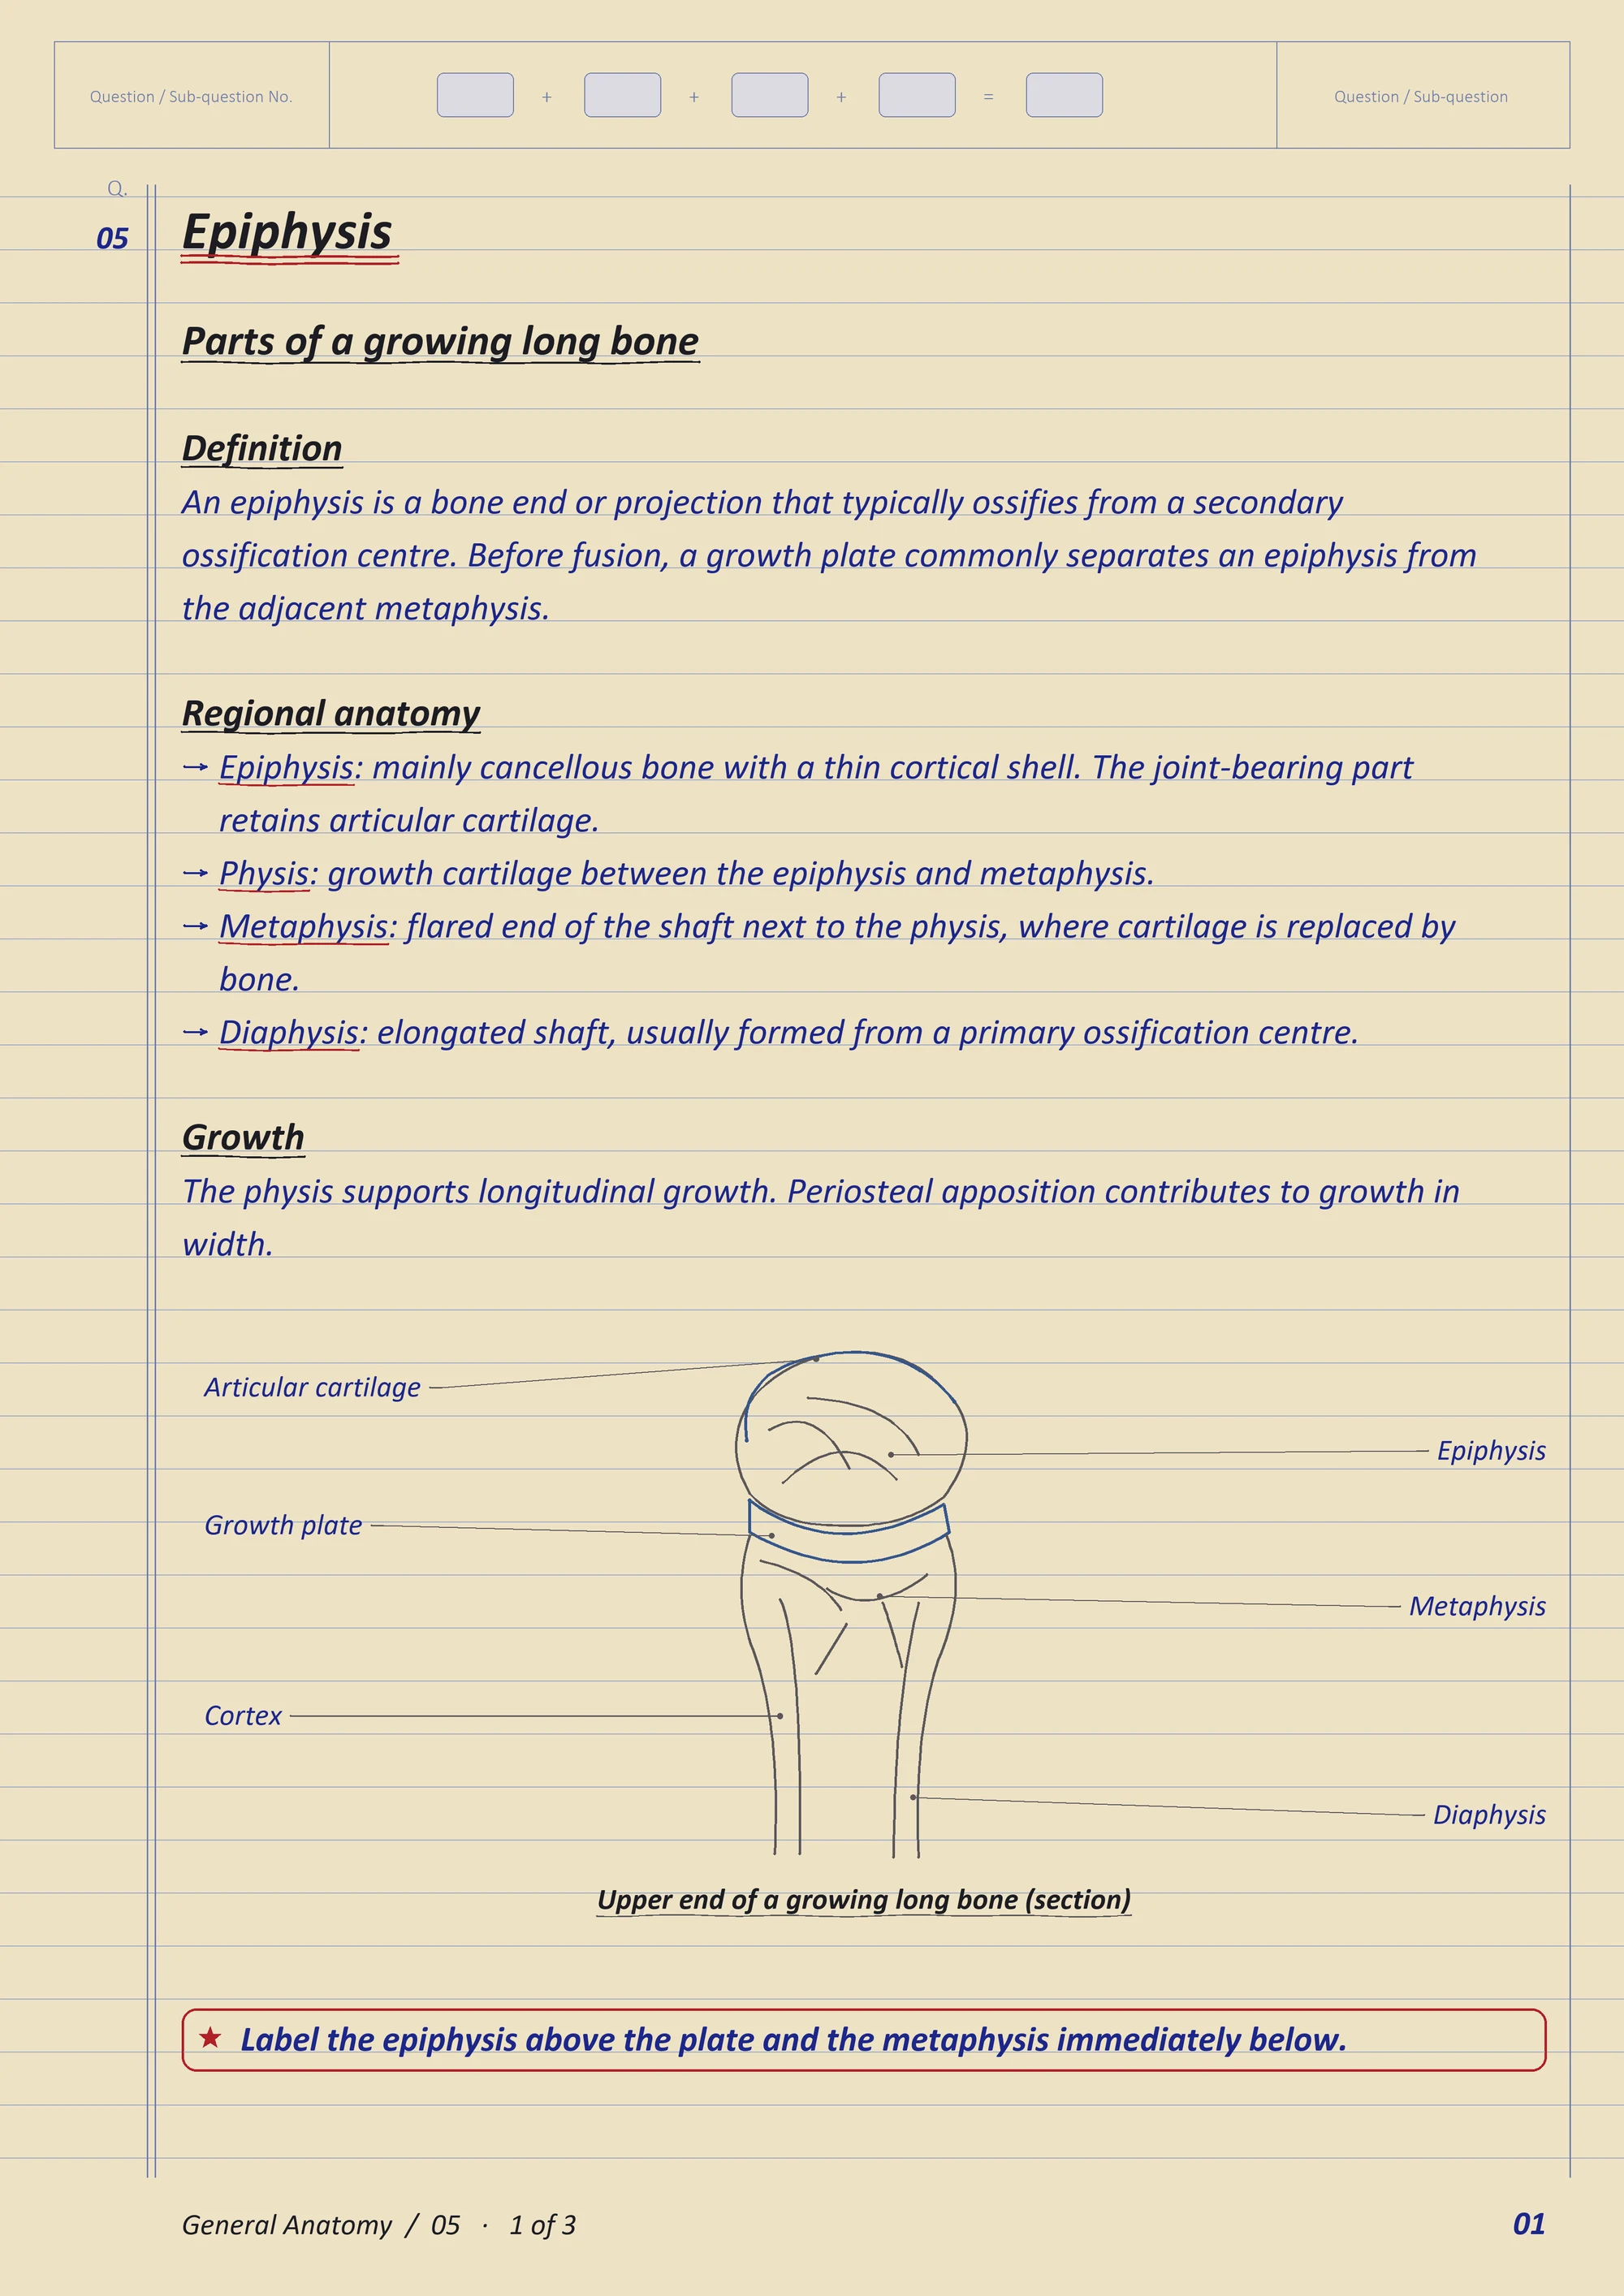 Question / Sub-question No.
+ + + =
Question / Sub-question
Q.
05
Epiphysis
Parts of a growing long bone
Definition
An epiphysis is a bone end or projection that typically ossifies from a secondary
ossification centre. Before fusion, a growth plate commonly separates an epiphysis from
the adjacent metaphysis.
Regional anatomy
→ Epiphysis: mainly cancellous bone with a thin cortical shell. The joint-bearing part
retains articular cartilage.
→ Physis: growth cartilage between the epiphysis and metaphysis.
→ Metaphysis: flared end of the shaft next to the physis, where cartilage is replaced by
bone.
→ Diaphysis: elongated shaft, usually formed from a primary ossification centre.
Growth
The physis supports longitudinal growth. Periosteal apposition contributes to growth in
width.
Articular cartilage
Epiphysis
Growth plate
Metaphysis
Cortex
Diaphysis
Upper end of a growing long bone (section)
★ Label the epiphysis above the plate and the metaphysis immediately below.
General Anatomy / 05 · 1 of 3
01